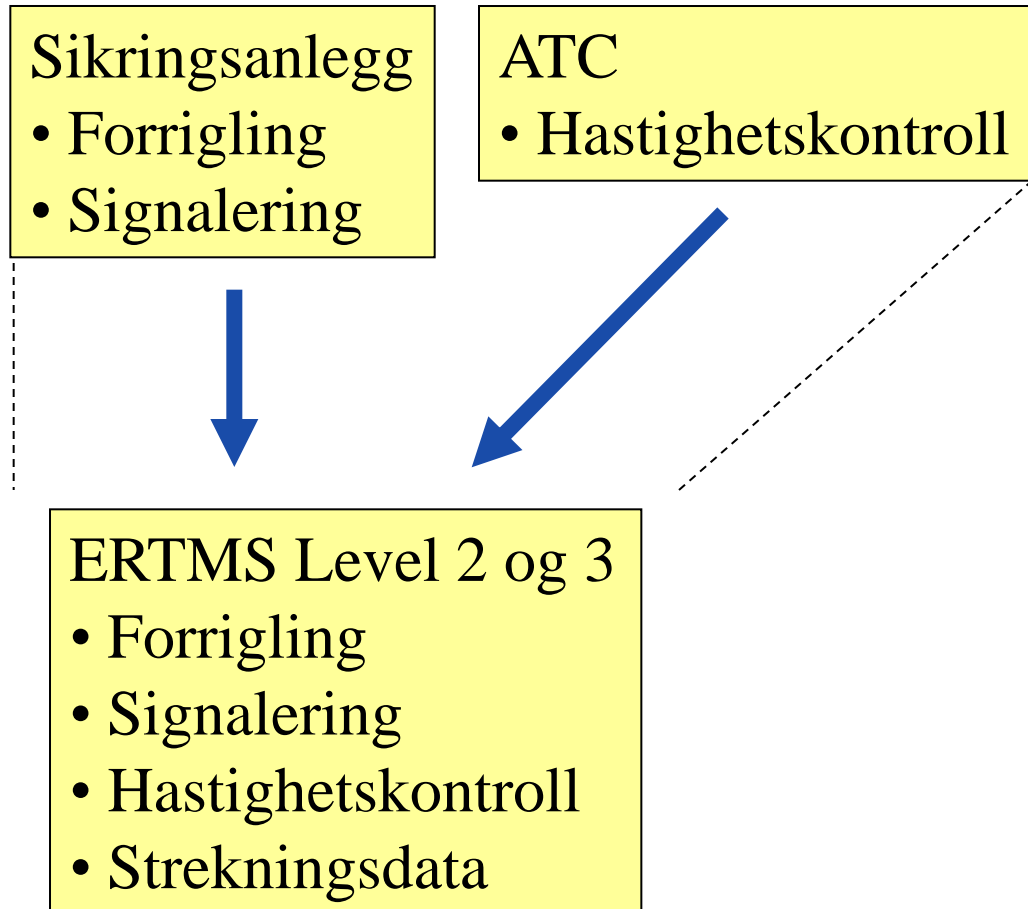 Sikringsanlegg
• Forrigling
• Signalering
ATC
• Hastighetskontroll
ERTMS Level 2 og 3
• Forrigling
• Signalering
• Hastighetskontroll
• Strekningsdata